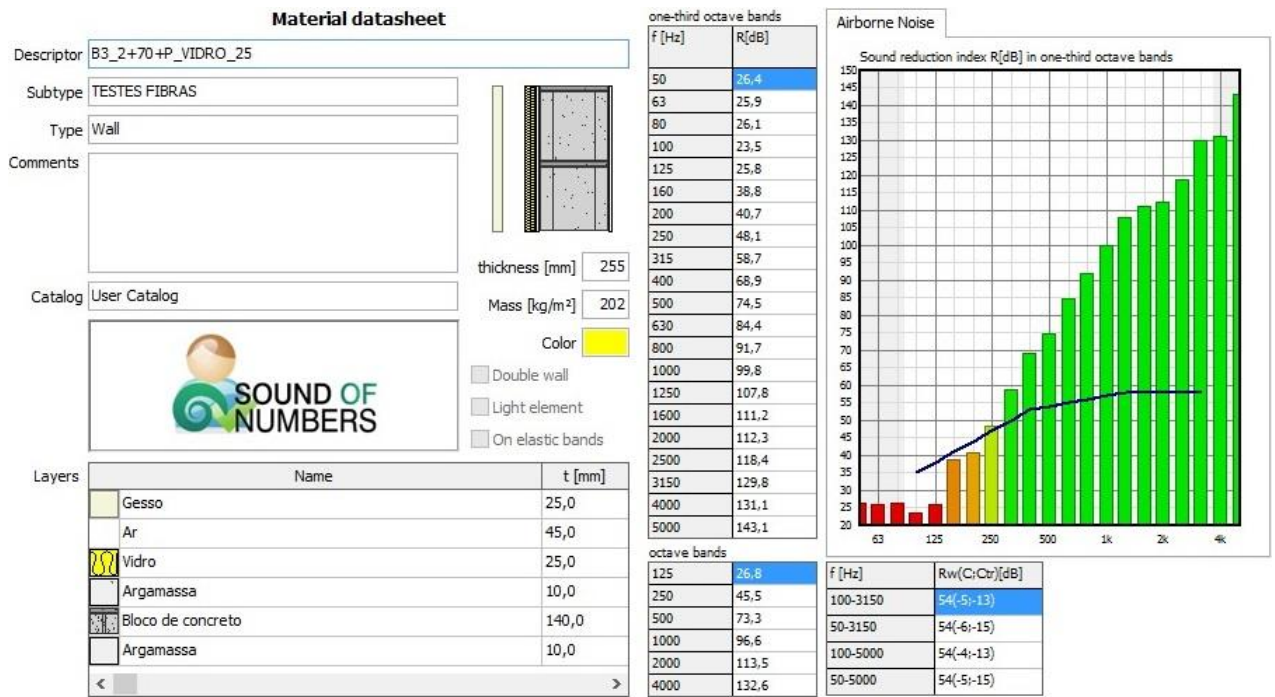 Material datasheet
Descriptor B3_2+70+P_VIDRO_25
Subtype TESTES FIBRAS
Type Wall
Comments
thickness [mm] 255
Catalog User Catalog
Mass [kg/m²] 202
Color
SOUND OF
NUMBERS
Double wall
Light element
On elastic bands
Layers Name t [mm]
Gesso 25,0
Ar 45,0
Vidro 25,0
Argamassa 10,0
Bloco de concreto 140,0
Argamassa 10,0
one-third octave bands
f [Hz] R[dB]
50 26,4
63 25,9
80 26,1
100 23,5
125 25,8
160 38,8
200 40,7
250 48,1
315 58,7
400 68,9
500 74,5
630 84,4
800 91,7
1000 99,8
1250 107,8
1600 111,2
2000 112,3
2500 118,4
3150 129,8
4000 131,1
5000 143,1
octave bands
125 26,8
250 45,5
500 73,3
1000 96,6
2000 113,5
4000 132,6
Airborne Noise
Sound reduction index R[dB] in one-third octave bands
150
145
140
135
130
125
120
115
110
105
100
95
90
85
80
75
70
65
60
55
50
45
40
35
30
25
20
63 125 250 500 1k 2k 4k
f [Hz] Rw(C;Ctr)[dB]
100-3150 54(-5;-13)
50-3150 54(-6;-15)
100-5000 54(-4;-13)
50-5000 54(-5;-15)